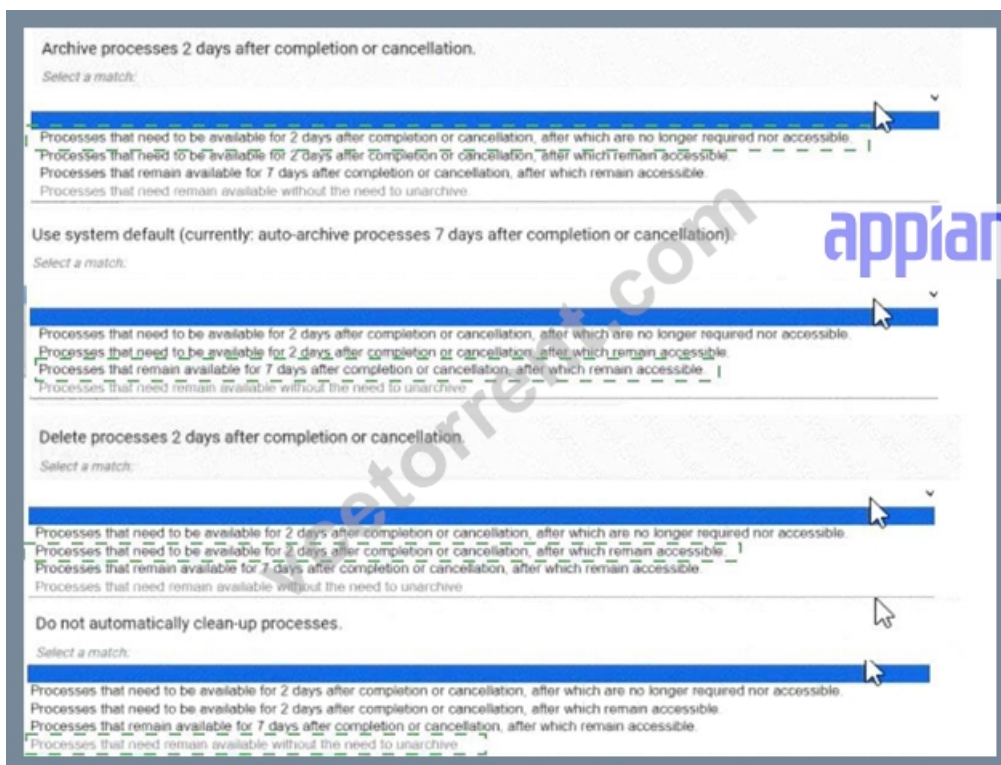 Archive processes 2 days after completion or cancellation.
Select a match:
Processes that need to be available for 2 days after completion or cancellation, after which are no longer required nor accessible.
Processes that need to be available for 2 days after completion or cancellation, after which remain accessible.
Processes that remain available for 7 days after completion or cancellation, after which remain accessible.
Processes that need remain available without the need to unarchive.
Use system default (currently: auto-archive processes 7 days after completion or cancellation).
appian
Select a match:
Processes that need to be available for 2 days after completion or cancellation, after which are no longer required nor accessible.
Processes that need to be available for 2 days after completion or cancellation, after which remain accessible.
Processes that remain available for 7 days after completion or cancellation, after which remain accessible.
Processes that need remain available without the need to unarchive.
Delete processes 2 days after completion or cancellation.
Select a match:
Processes that need to be available for 2 days after completion or cancellation, after which are no longer required nor accessible.
Processes that need to be available for 2 days after completion or cancellation, after which remain accessible.
Processes that remain available for 7 days after completion or cancellation, after which remain accessible.
Processes that need remain available without the need to unarchive
Do not automatically clean-up processes.
Select a match:
Processes that need to be available for 2 days after completion or cancellation, after which are no longer required nor accessible.
Processes that need to be available for 2 days after completion or cancellation, after which remain accessible.
Processes that remain available for 7 days after completion or cancellation, after which remain accessible.
Processes that need remain available without the need to unarchive
vcetorrent.com